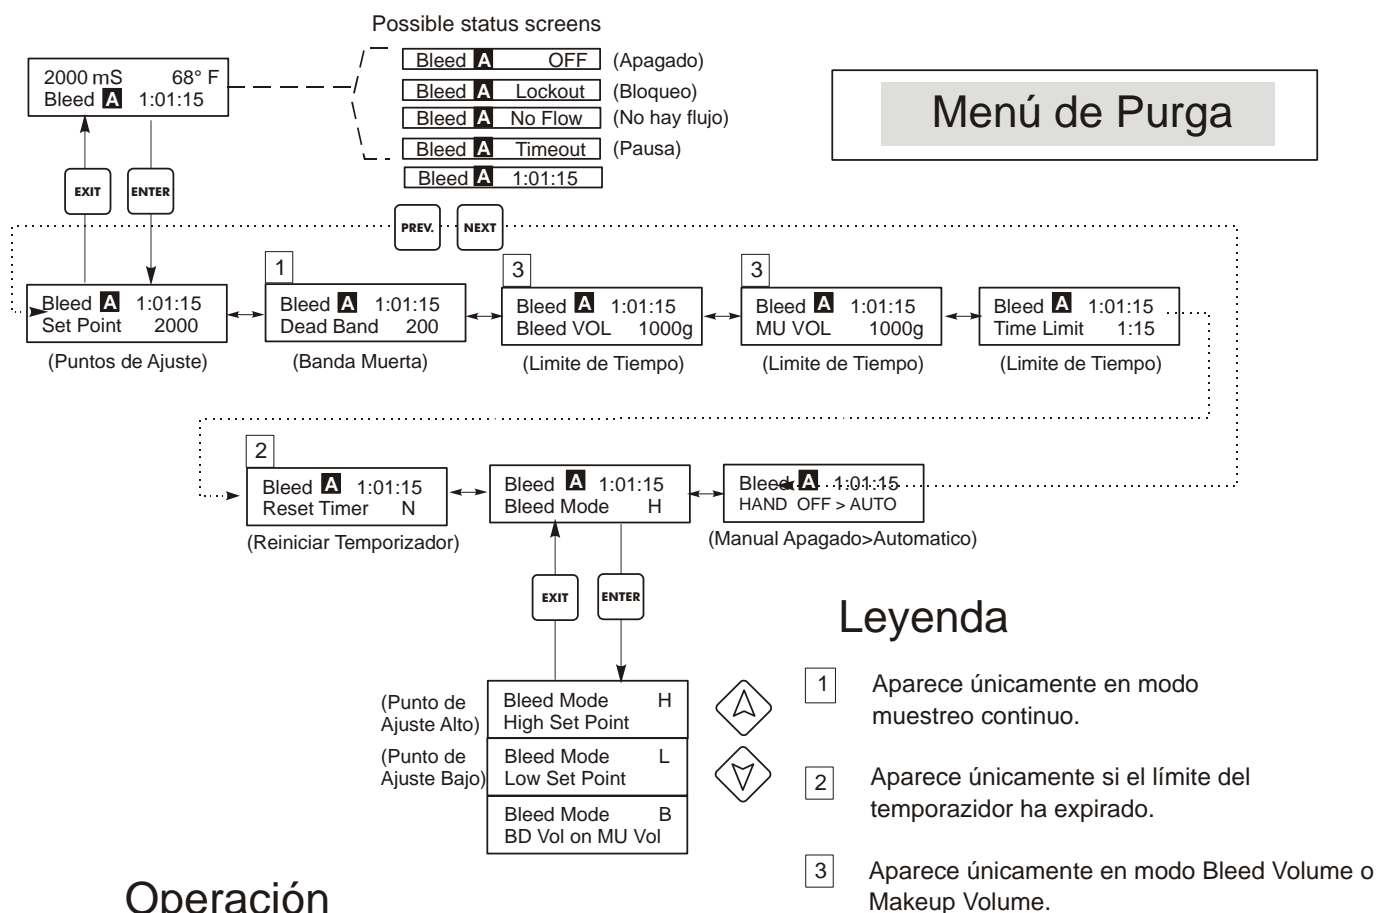 Possible status screens
2000 mS 68° F
Bleed A 1:01:15
Bleed A OFF (Apagado)
Bleed A Lockout (Bloqueo)
Bleed A No Flow (No hay flujo)
Bleed A Timeout (Pausa)
Bleed A 1:01:15
Menú de Purga
EXIT
ENTER
PREV.
NEXT
Bleed A 1:01:15
Set Point 2000
(Puntos de Ajuste)
1
Bleed A 1:01:15
Dead Band 200
(Banda Muerta)
3
Bleed A 1:01:15
Bleed VOL 1000g
(Limite de Tiempo)
3
Bleed A 1:01:15
MU VOL 1000g
(Limite de Tiempo)
Bleed A 1:01:15
Time Limit 1:15
(Limite de Tiempo)
2
Bleed A 1:01:15
Reset Timer N
(Reiniciar Temporizador)
Bleed A 1:01:15
Bleed Mode H
Bleed A 1:01:15
HAND OFF > AUTO
(Manual Apagado>Automatico)
EXIT
ENTER
(Punto de
Ajuste Alto)
Bleed Mode H
High Set Point
(Punto de
Ajuste Bajo)
Bleed Mode L
Low Set Point
Bleed Mode B
BD Vol on MU Vol
Leyenda
1 Aparece únicamente en modo
muestreo continuo.
2 Aparece únicamente si el límite del
temporazidor ha expirado.
3 Aparece únicamente en modo Bleed Volume o
Makeup Volume.
Operación